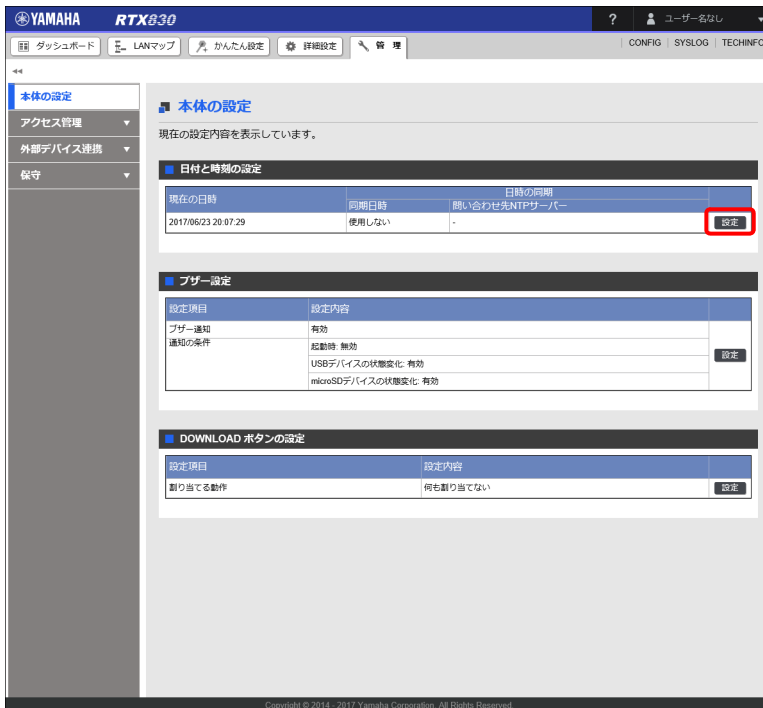 YAMAHA RTX830 ? ユーザー名なし
ダッシュボード LANマップ かんたん設定 詳細設定 管理 CONFIG SYSLOG TECHINFO
本体の設定
アクセス管理
外部デバイス連携
保守
本体の設定
現在の設定内容を表示しています。
日付と時刻の設定
現在の日時 日時の同期
同期日時 問い合わせ先NTPサーバー
2017/06/23 20:07:29 使用しない - 設定
ブザー設定
設定項目 設定内容
ブザー通知 有効
通知の条件 起動時: 無効
USBデバイスの状態変化: 有効
microSDデバイスの状態変化: 有効
設定
DOWNLOAD ボタンの設定
設定項目 設定内容
割り当てる動作 何も割り当てない 設定
Copyright © 2014 - 2017 Yamaha Corporation. All Rights Reserved.